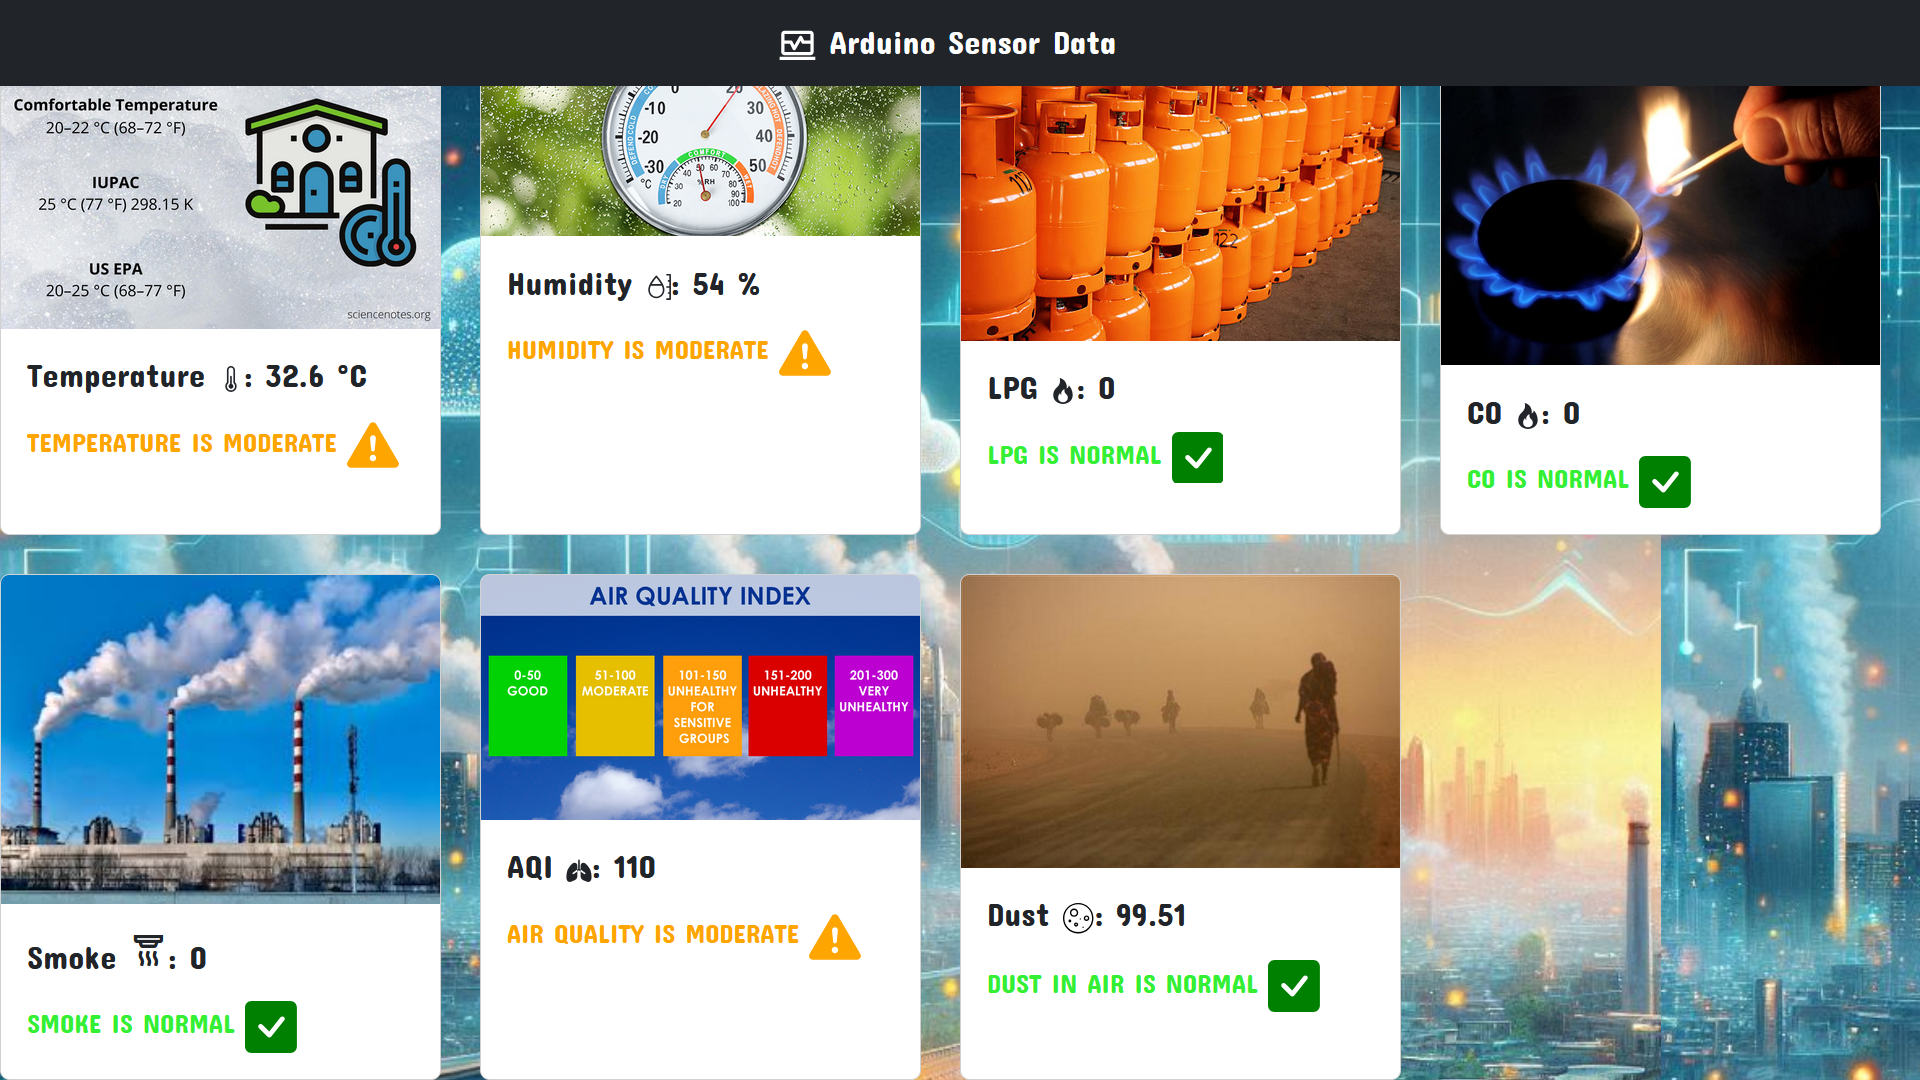 Arduino Sensor Data
Comfortable Temperature
20–22 °C (68–72 °F)
IUPAC
25 °C (77 °F) 298.15 K
US EPA
20–25 °C (68–77 °F)
sciencenotes.org
Temperature : 32.6 °C
TEMPERATURE IS MODERATE
0 20
-10 30
-20 40
-30 50
°C
COMFORT
%RH
20 30 40 50 60 70 80 90 100
Humidity : 54 %
HUMIDITY IS MODERATE
122
LPG : 0
LPG IS NORMAL
CO : 0
CO IS NORMAL
Smoke : 0
SMOKE IS NORMAL
AIR QUALITY INDEX
0-50
GOOD
51-100
MODERATE
101-150
UNHEALTHY
FOR
SENSITIVE
GROUPS
151-200
UNHEALTHY
201-300
VERY
UNHEALTHY
AQI : 110
AIR QUALITY IS MODERATE
Dust : 99.51
DUST IN AIR IS NORMAL